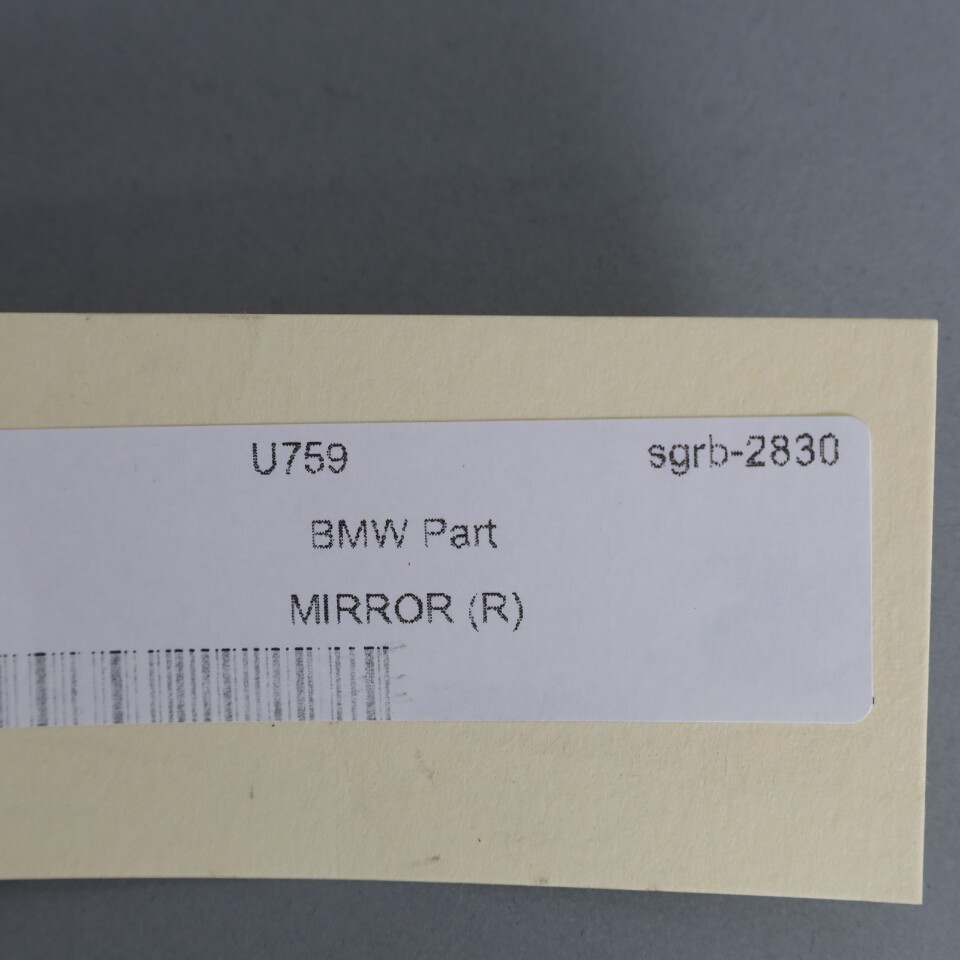 U759 sgrb-2830
BMW Part
MIRROR (R)